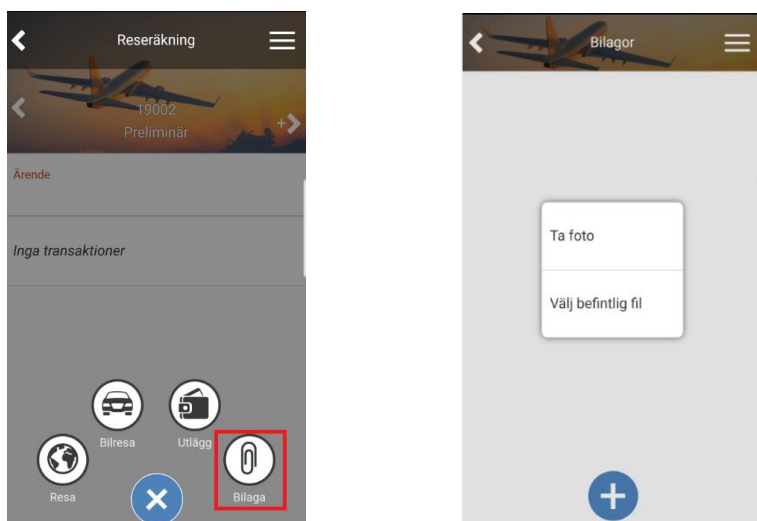 Reseräkning
19002
Preliminär
Ärende
Inga transaktioner
Bilresa
Utlägg
Resa
Bilaga
Bilagor
Ta foto
Välj befintlig fil